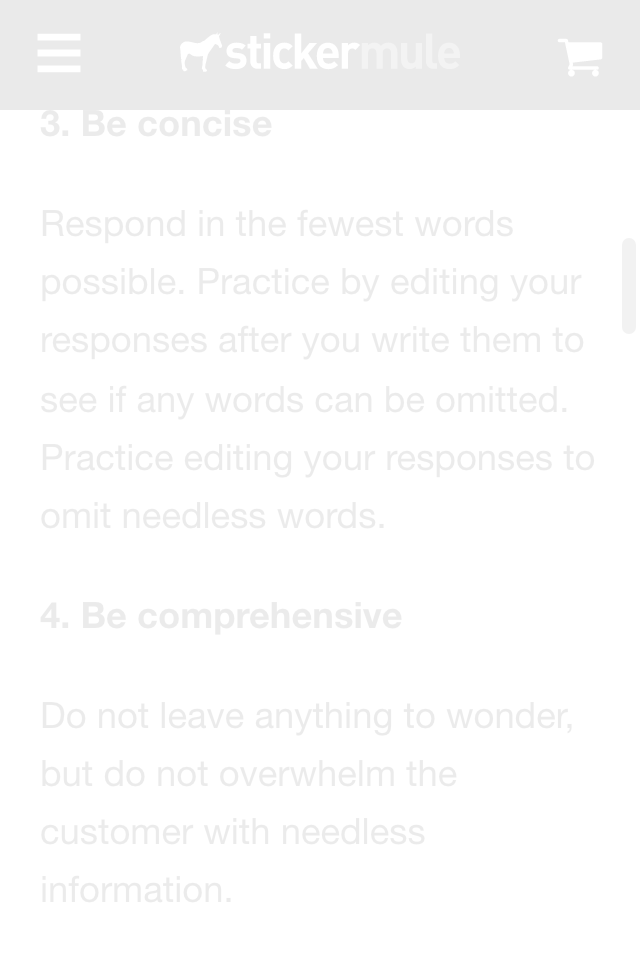 stickermule
3. Be concise
Respond in the fewest words
possible. Practice by editing your
responses after you write them to
see if any words can be omitted.
Practice editing your responses to
omit needless words.
4. Be comprehensive
Do not leave anything to wonder,
but do not overwhelm the
customer with needless
information.